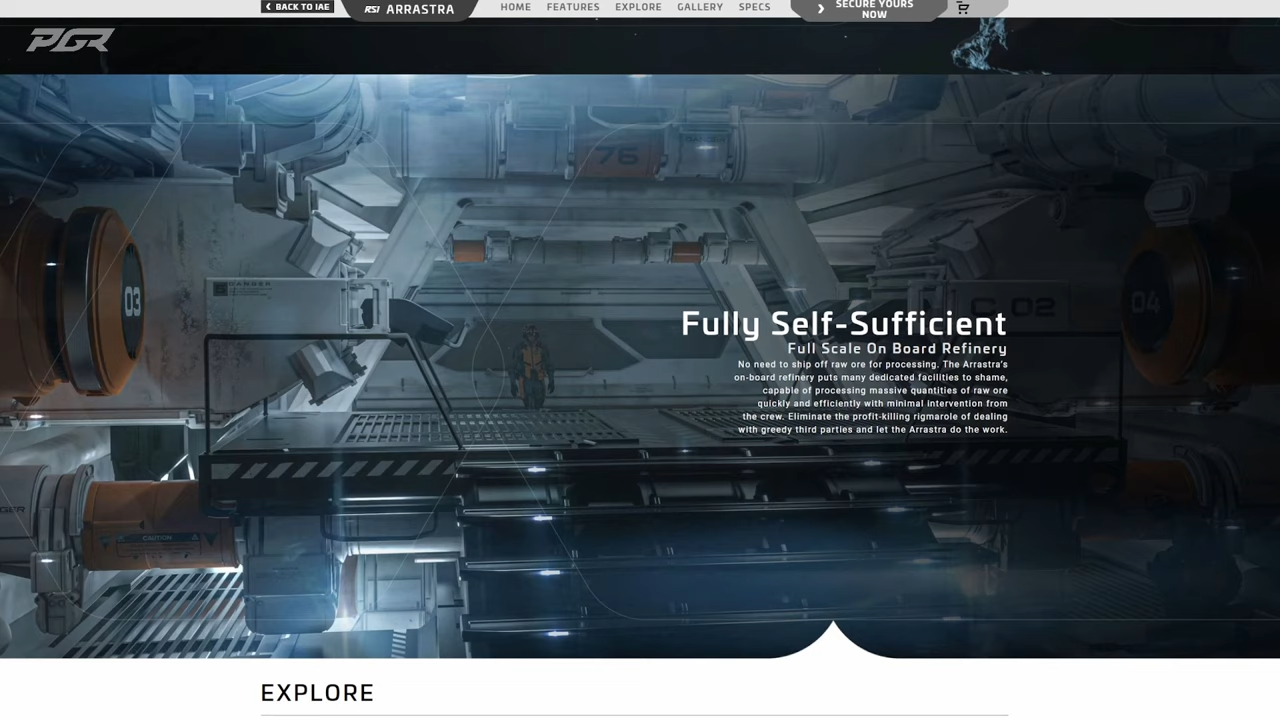 BACK TO IAE
RSI ARRASTRA
HOME
FEATURES
EXPLORE
GALLERY
SPECS
SECURE YOURS
NOW
PGR
76
03
DANGER
C 02
04
Fully Self-Sufficient
Full Scale On Board Refinery
No need to ship off raw ore for processing. The Arrastra's
on-board refinery puts many dedicated facilities to shame,
capable of processing massive quantities of raw ore
quickly and efficiently with minimal intervention from
the crew. Eliminate the profit-killing rigmarole of dealing
with greedy third parties and let the Arrastra do the work.
CAUTION
EXPLORE